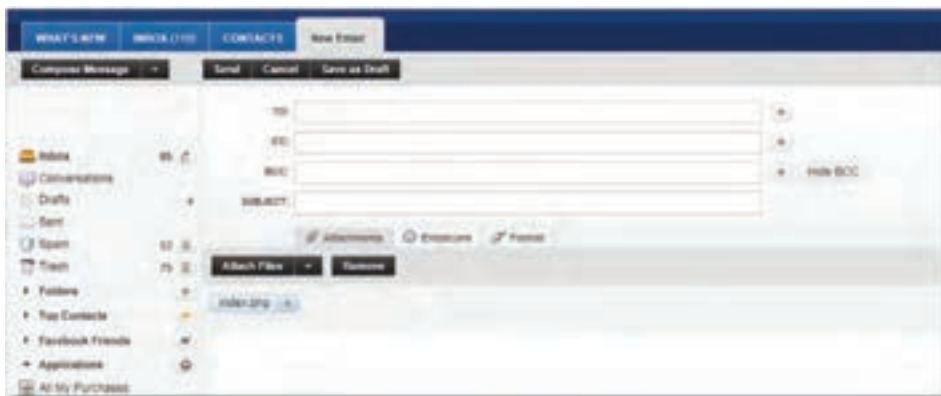 WHAT'S NEW INBOX CONTACTS New Email
Compose Message Send Cancel Save as Draft
TO:
CC:
Inbox
BCC: Hide BCC
Conversations
Drafts
SUBJECT:
Sent
Spam
Attachments Emoticons Format
Trash
Attach Files Remove
Folders
Top Contacts
Facebook Friends
Applications
All My Purchases